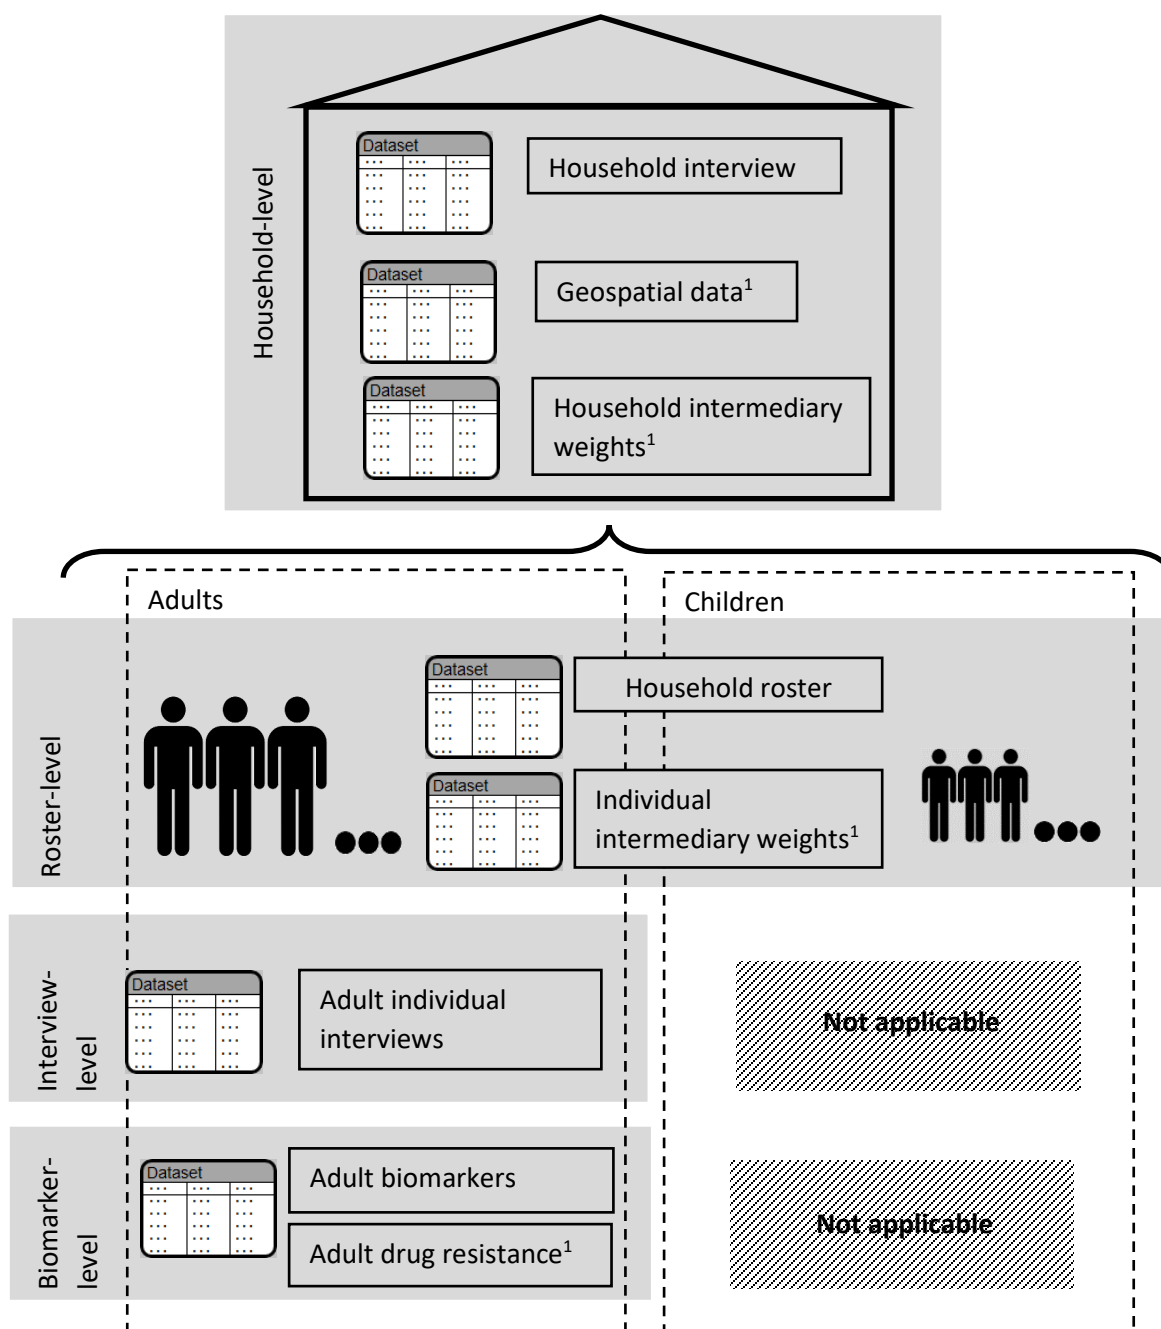 Household-level
Dataset
Household interview
Dataset
Geospatial data¹
Dataset
Household intermediary
weights¹
Adults
Children
Roster-level
Dataset
Household roster
Dataset
Individual
intermediary weights¹
Interview-
level
Dataset
Adult individual
interviews
Not applicable
Biomarker-
level
Dataset
Adult biomarkers
Adult drug resistance¹
Not applicable